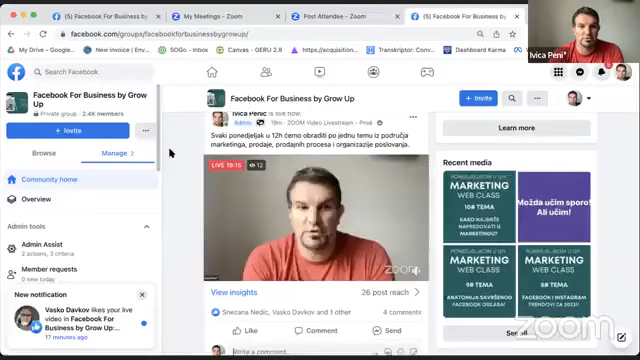 (5) Facebook For Business by
My Meetings - Zoom
Post Attendee - Zoom
(5) Facebook For Business by
facebook.com/groups/facebookforbusinessbygrowup/
My Drive – Google...
New invoice / Env...
SOGo - Inbox
Canvas - GERU 2.8
https://acquisition...
Transkriptor: Conv...
Dashboard Karma
Ivica Penić
Search Facebook
Facebook For Business by Grow Up
Private group · 2.4K members
+ Invite
Browse
Manage 2
Community home
Overview
Admin tools
Admin Assist
2 actions, 3 criteria
Member requests
0 new today
New notification
Vasko Davkov likes your live video in Facebook For Business by Grow Up:...
17 minutes ago
Facebook For Business by Grow Up
+ Invite
Ivica Penić is live now.
Admin · 19m · ZOOM Video Livestream - Prod
Svaki ponedjeljak u 12h ćemo obraditi po jednu temu iz područja
marketinga, prodaje, prodajnih procesa i organizacije poslovanja.
LIVE 19:15
12
zoom
View insights
26 post reach
Snezana Nedic, Vasko Davkov and 1 other
4 comments
Like
Comment
Send
Write a comment...
Learn more
Recent media
MARKETING
WEB CLASS
10# TEMA
KAKO NAJBRŽE
NAPREDOVATI U
MARKETINGU?
Možda učim sporo!
Ali učim!
MARKETING
WEB CLASS
9# TEMA
ANATOMIJA SAVRŠENOG
FACEBOOK OGLASA!
MARKETING
WEB CLASS
8# TEMA
FACEBOOK I INSTAGRAM
TRENDOVI ZA 2023!
See all
zoom